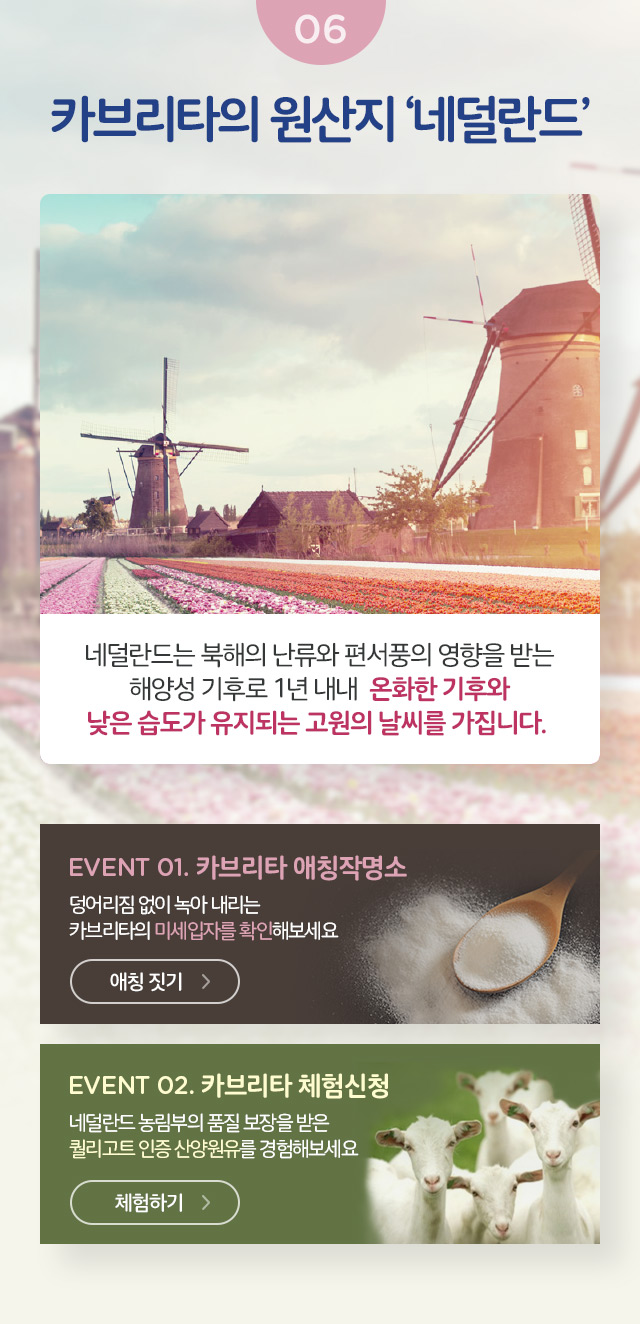 06
카브리타의 원산지 ‘네덜란드’
네덜란드는 북해의 난류와 편서풍의 영향을 받는
해양성 기후로 1년 내내 온화한 기후와
낮은 습도가 유지되는 고원의 날씨를 가집니다.
EVENT 01. 카브리타 애칭작명소
덩어리짐 없이 녹아 내리는
카브리타의 미세입자를 확인해보세요
애칭 짓기 >
EVENT 02. 카브리타 체험신청
네덜란드 농림부의 품질 보장을 받은
퀄리고트 인증 산양원유를 경험해보세요
체험하기 >